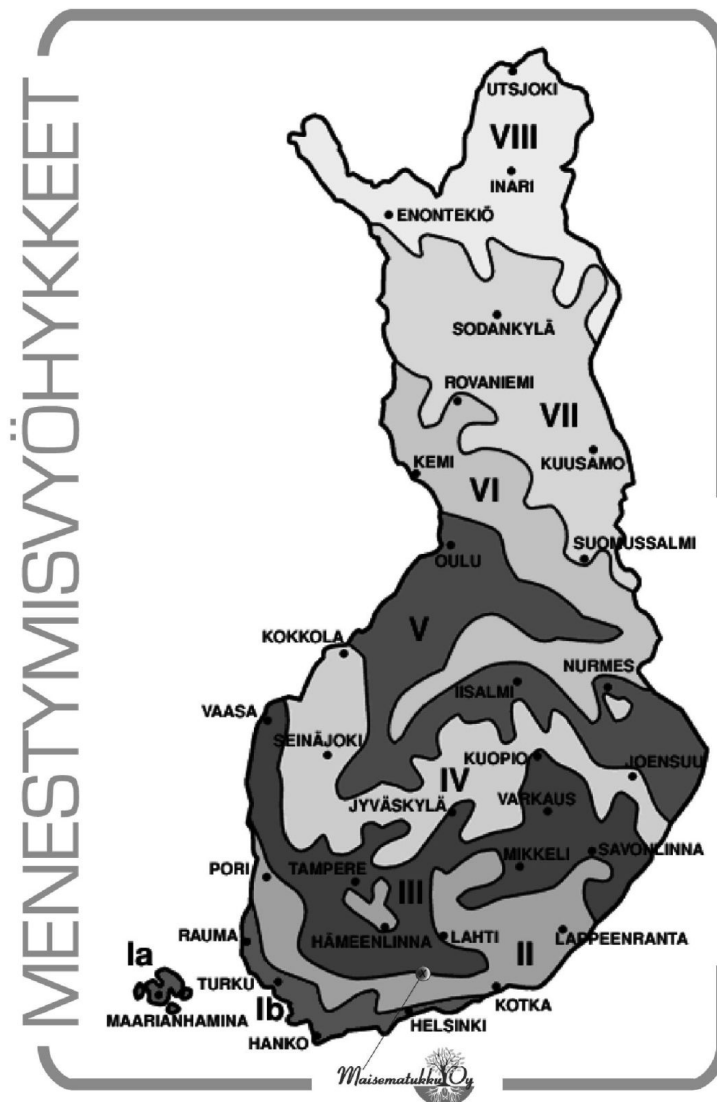 MENESTYMISVYÖHYKKEET
UTSJOKI
VIII
INARI
ENONTEKIÖ
SODANKYLÄ
ROVANIEMI
VII
KEMI
KUUSAMO
VI
OULU
SUOMUSSALMI
V
KOKKOLA
NURMES
IISALMI
VAASA
SEINÄJOKI
KUOPIO
JOENSUU
IV
JYVÄSKYLÄ
VARKAUS
SAVONLINNA
MIKKELI
PORI
TAMPERE
III
RAUMA
HÄMEENLINNA
LAHTI
II
LAPPEENRANTA
Ia
TURKU
Ib
MAARIANHAMINA
KOTKA
HELSINKI
HANKO
Maisematukku Oy